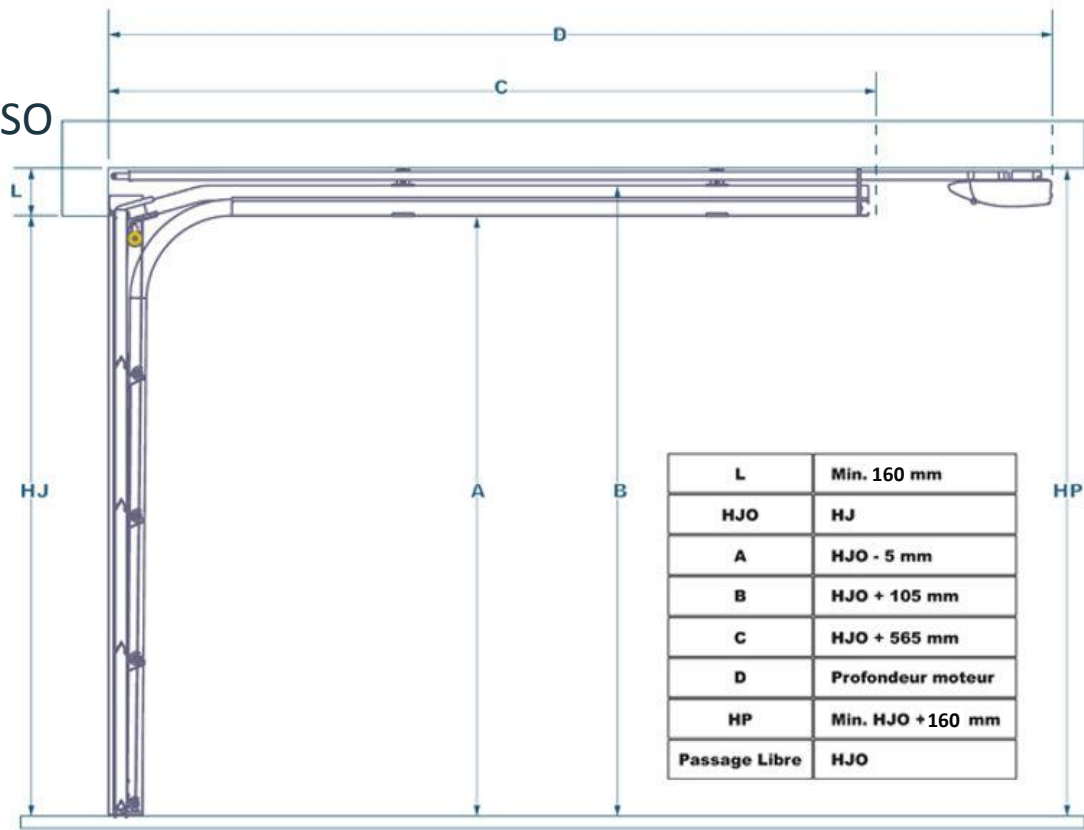 D
C
SO
L
HJ
A
B
HP
L Min. 160 mm
HJO HJ
A HJO - 5 mm
B HJO + 105 mm
C HJO + 565 mm
D Profondeur moteur
HP Min. HJO +160 mm
Passage Libre HJO